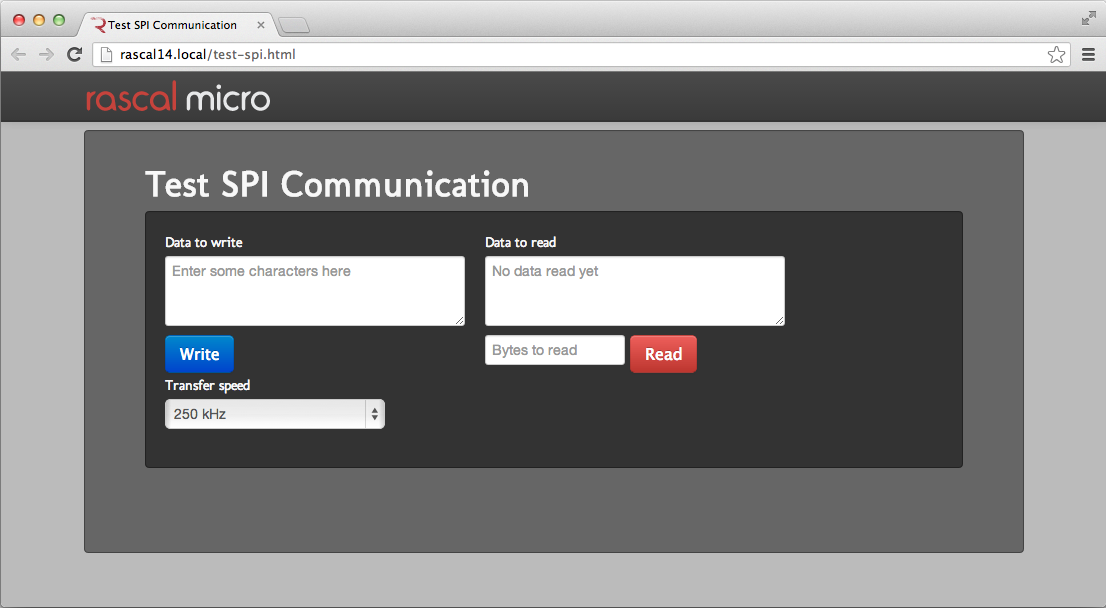 Test SPI Communication
rascal14.local/test-spi.html
rascal micro
Test SPI Communication
Data to write
Data to read
Enter some characters here
No data read yet
Write
Bytes to read
Read
Transfer speed
250 kHz